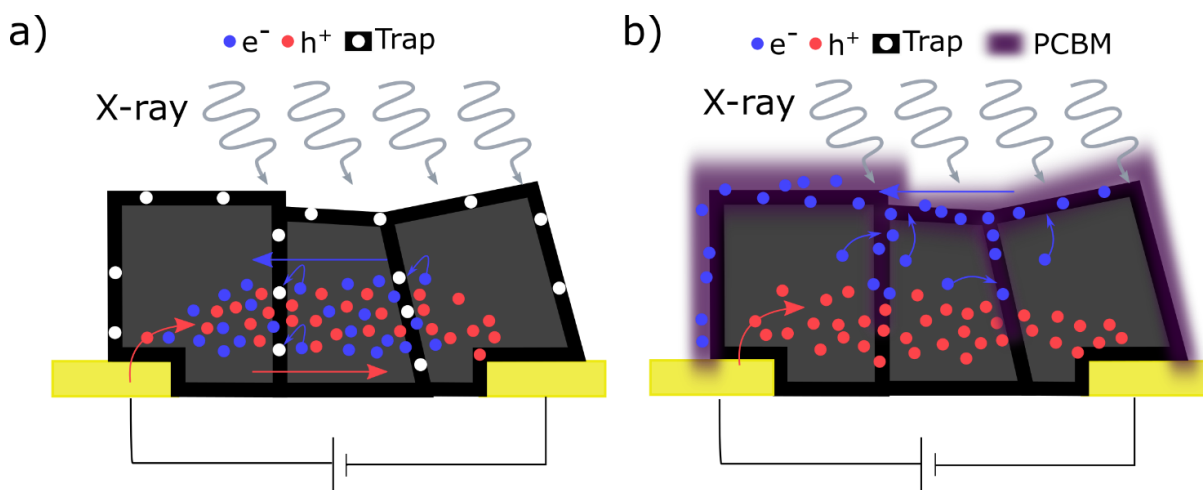 a)
e⁻ h⁺ Trap
X-ray
b)
e⁻ h⁺ Trap PCBM
X-ray